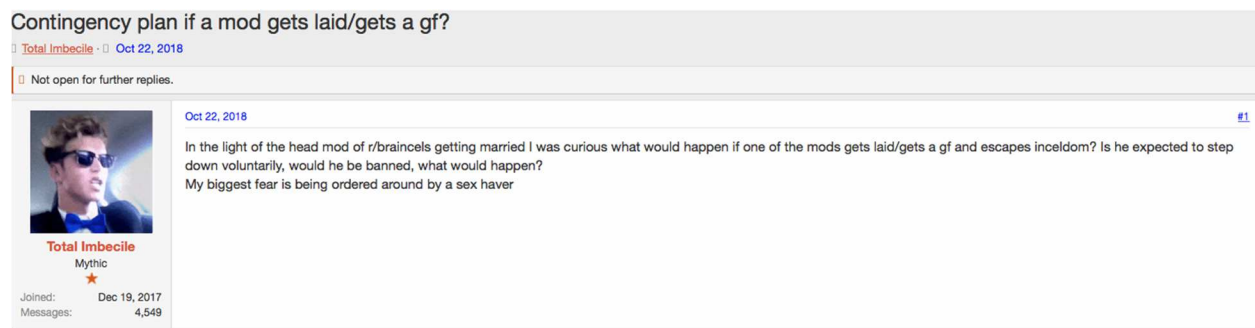 Contingency plan if a mod gets laid/gets a gf?
Total Imbecile · Oct 22, 2018
Not open for further replies.
Oct 22, 2018
#1
In the light of the head mod of r/braincels getting married I was curious what would happen if one of the mods gets laid/gets a gf and escapes inceldom? Is he expected to step
down voluntarily, would he be banned, what would happen?
My biggest fear is being ordered around by a sex haver
Total Imbecile
Mythic
Joined: Dec 19, 2017
Messages: 4,549